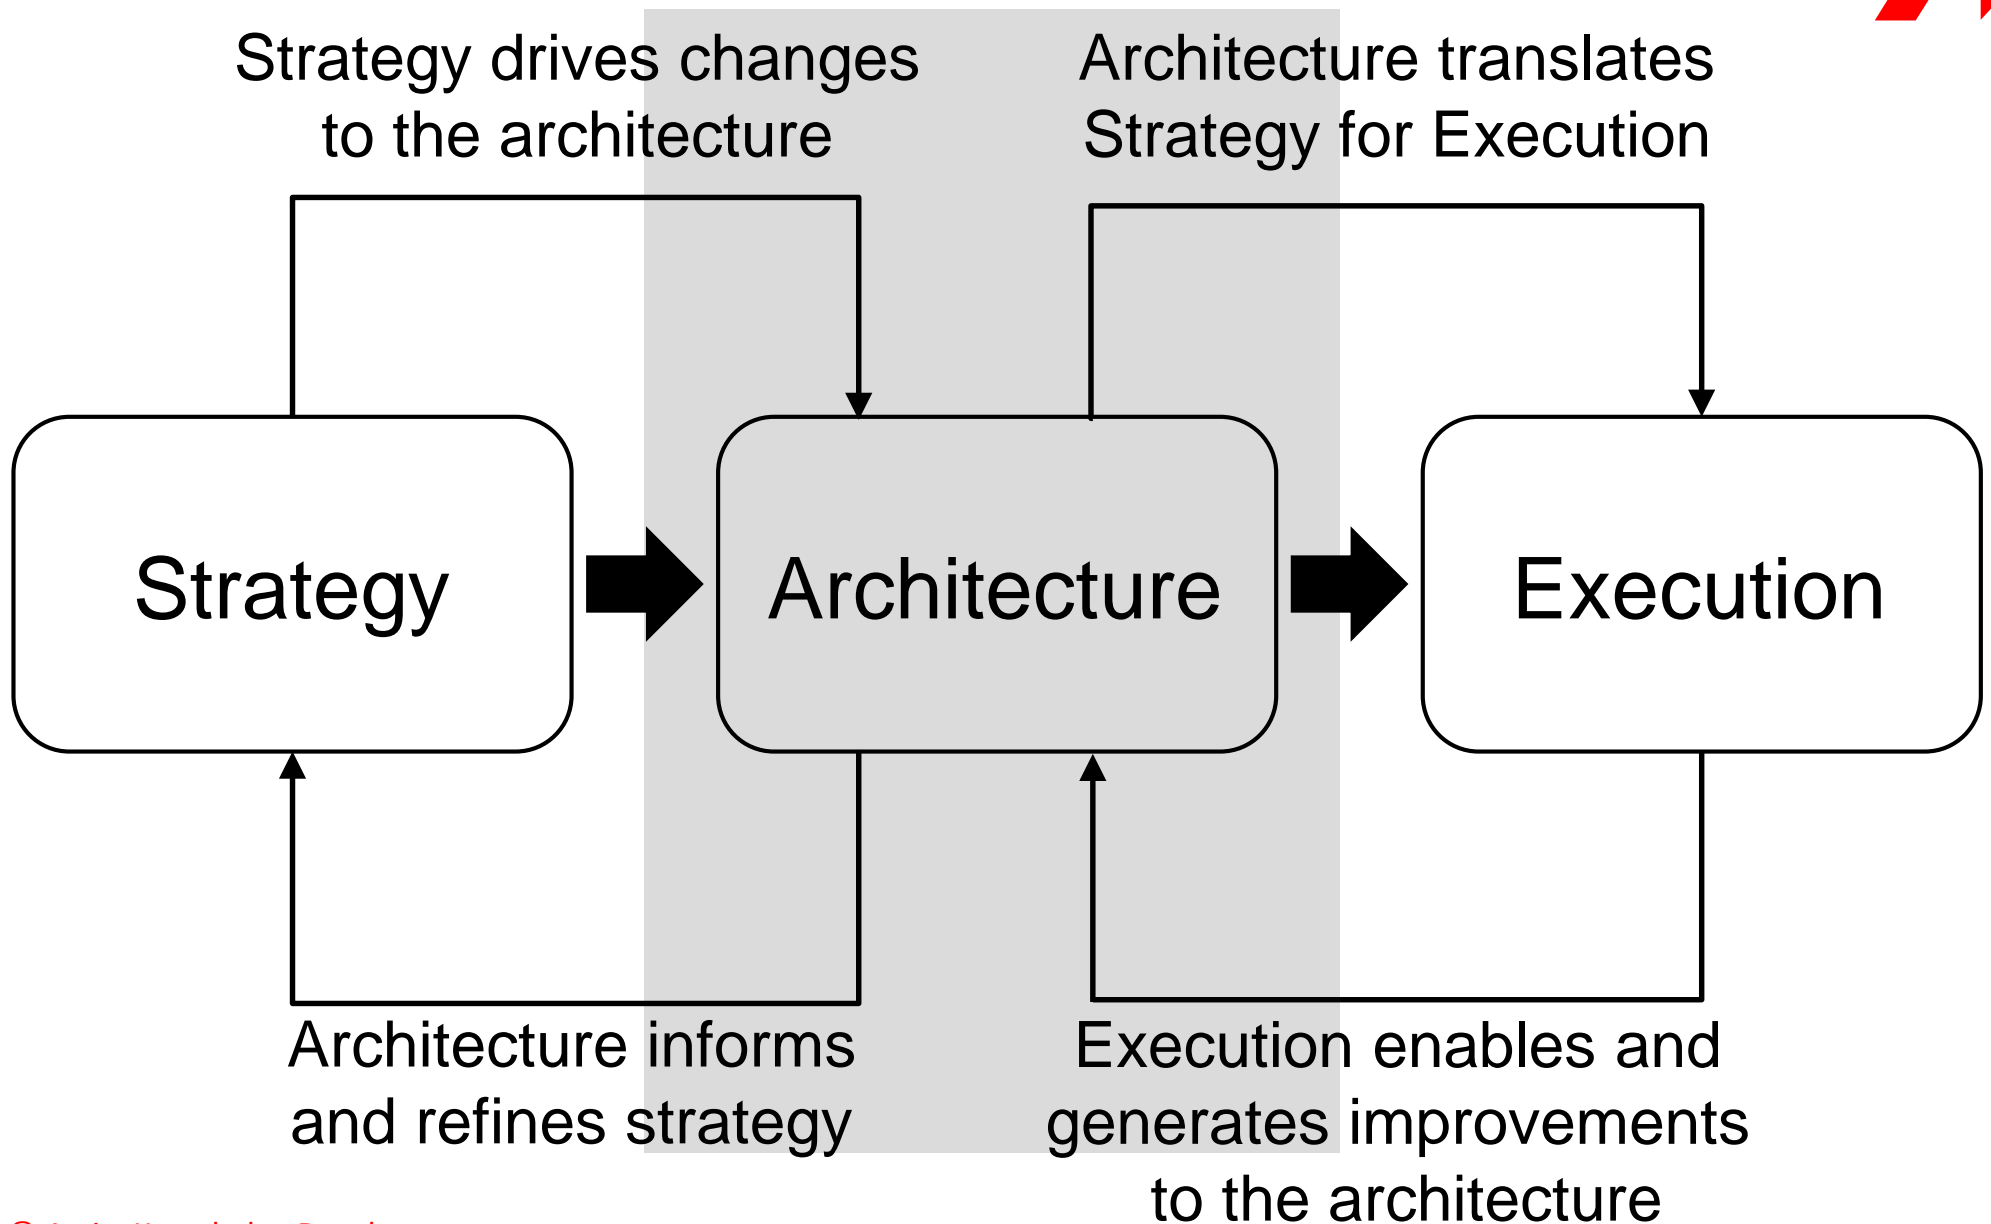 Strategy drives changes
to the architecture
Architecture translates
Strategy for Execution
Strategy
Architecture
Execution
Architecture informs
and refines strategy
Execution enables and
generates improvements
to the architecture